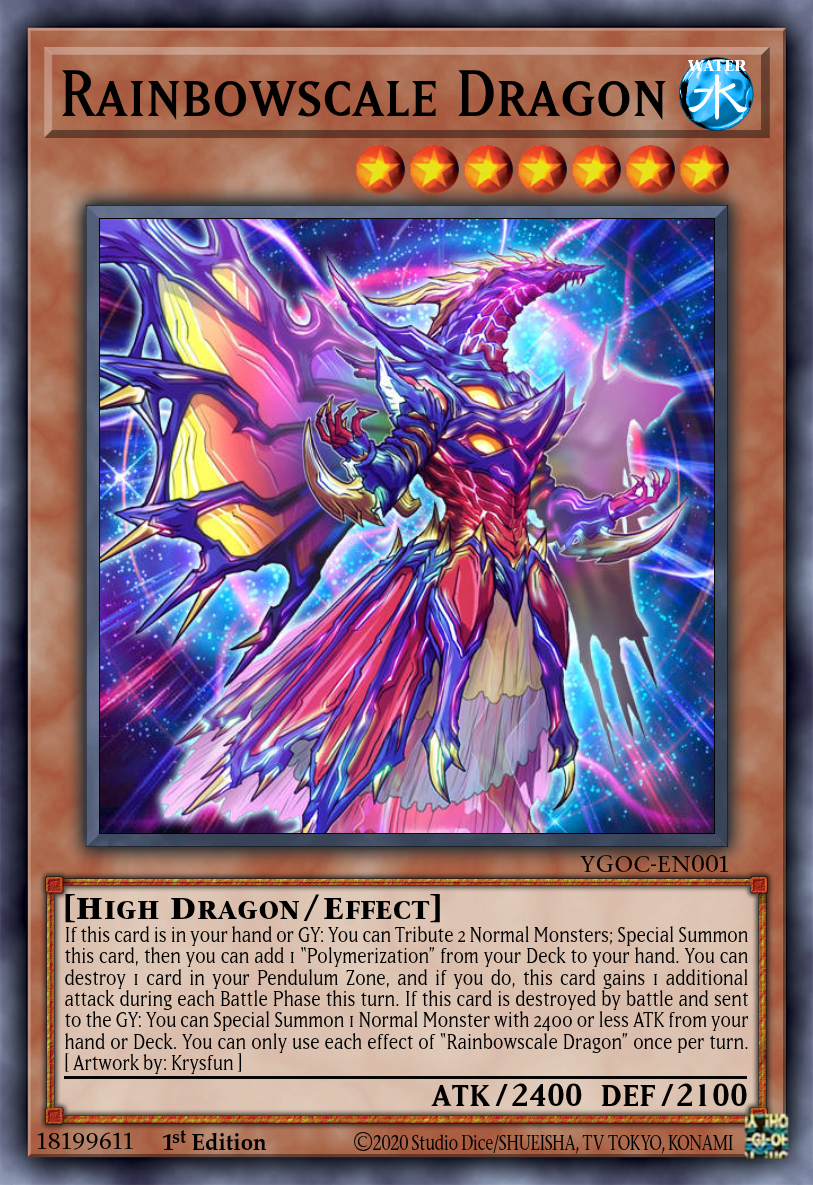 RAINBOWSCALE DRAGON
WATER
水
YGOC-EN001
[HIGH DRAGON/EFFECT]
If this card is in your hand or GY: You can Tribute 2 Normal Monsters; Special Summon
this card, then you can add 1 "Polymerization" from your Deck to your hand. You can
destroy 1 card in your Pendulum Zone, and if you do, this card gains 1 additional
attack during each Battle Phase this turn. If this card is destroyed by battle and sent
to the GY: You can Special Summon 1 Normal Monster with 2400 or less ATK from your
hand or Deck. You can only use each effect of "Rainbowscale Dragon" once per turn.
[ Artwork by: Krysfun ]
ATK/2400 DEF/2100
18199611 1st Edition ©2020 Studio Dice/SHUEISHA, TV TOKYO, KONAMI